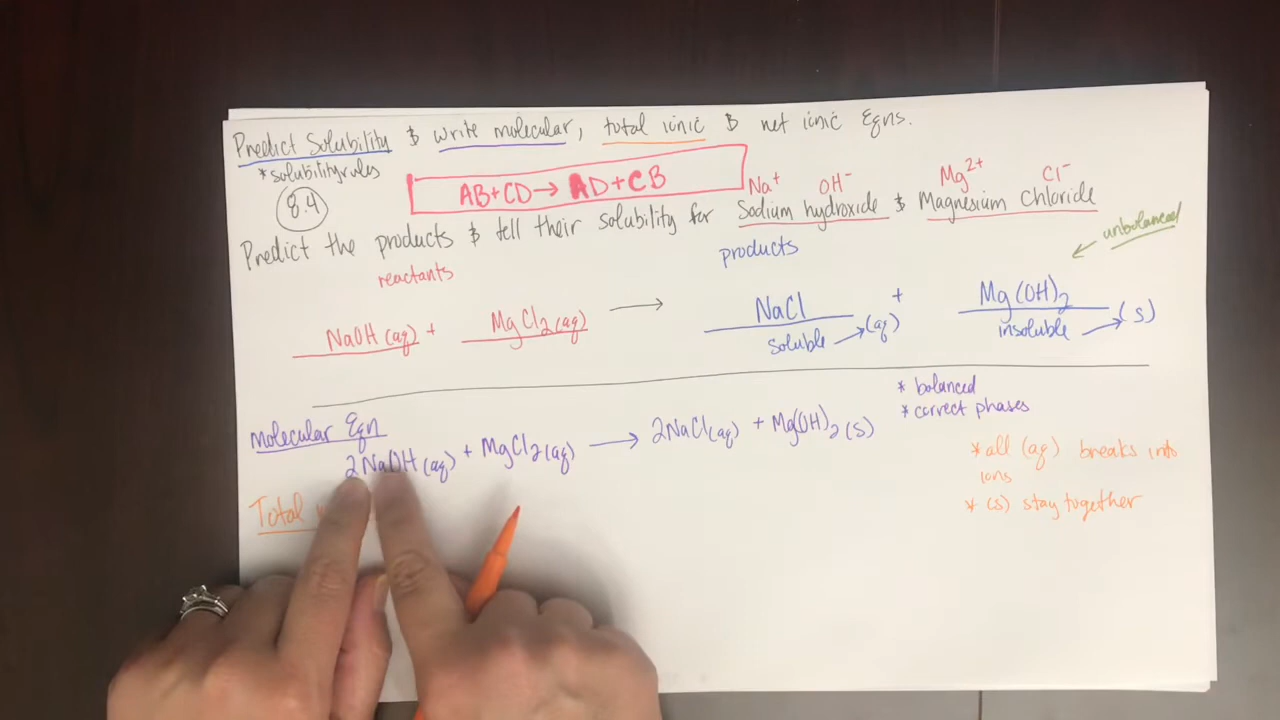 Predict Solubility & write molecular, total ionic & net ionic Eqns.
* solubility rules
8.4
AB + CD → AD + CB
Na⁺ OH⁻ Mg²⁺ Cl⁻
Predict the products & tell their solubility for Sodium hydroxide & Magnesium Chloride
unbalanced
reactants products
NaOH (aq) + MgCl₂ (aq) → NaCl + Mg(OH)₂
soluble → (aq) insoluble → (s)
Molecular Eqn
* balanced
* correct phases
2NaOH (aq) + MgCl₂ (aq) → 2NaCl (aq) + Mg(OH)₂ (s)
Total
* all (aq) breaks into
ions
* (s) stay together